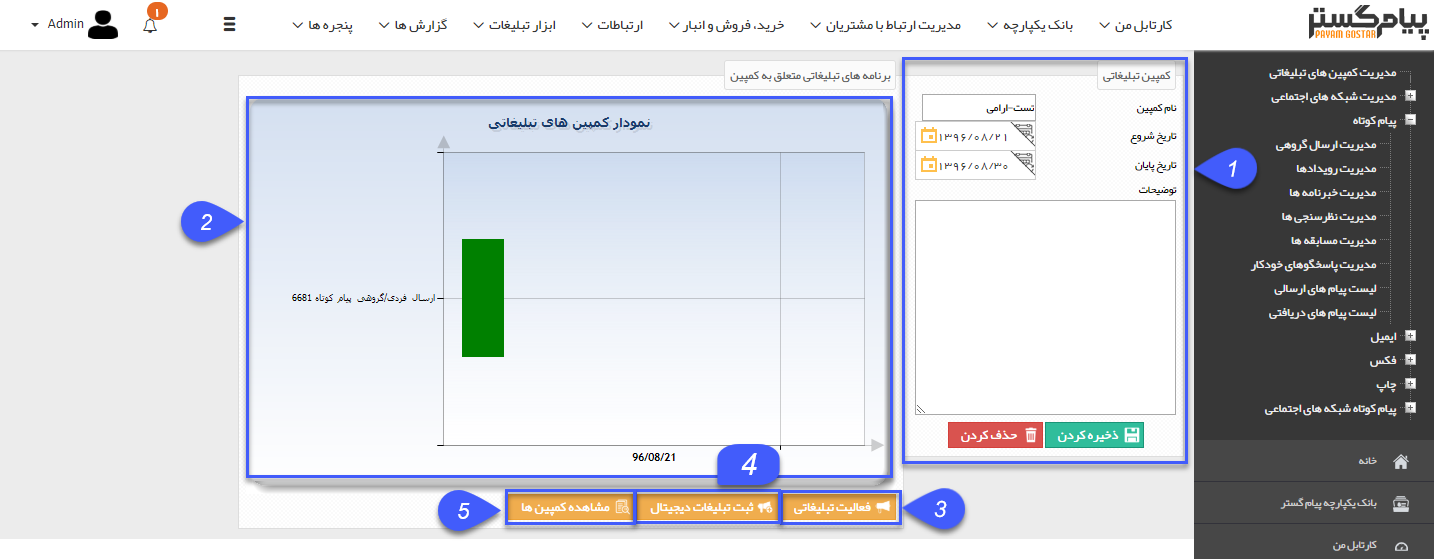 پیام گستر
PAYAM GOSTAR
کارتابل من
بانک یکپارچه
مدیریت ارتباط با مشتریان
خرید، فروش و انبار
ارتباطات
ابزار تبلیغات
گزارش ها
پنجره ها
۱
Admin
مدیریت کمپین های تبلیغاتی
مدیریت شبکه های اجتماعی
پیام کوتاه
مدیریت ارسال گروهی
مدیریت رویدادها
مدیریت خبرنامه ها
مدیریت نظرسنجی ها
مدیریت مسابقه ها
مدیریت پاسخگوهای خودکار
لیست پیام های ارسالی
لیست پیام های دریافتی
ایمیل
فکس
چاپ
پیام کوتاه شبکه های اجتماعی
خانه
بانک یکپارچه پیام گستر
کارتابل من
کمپین تبلیغاتی
نام کمپین
تست-ارامی
تاریخ شروع
۱۳۹۶/۰۸/۲۱
تاریخ پایان
۱۳۹۶/۰۸/۳۰
توضیحات
ذخیره کردن
حذف کردن
1
برنامه های تبلیغاتی متعلق به کمپین
نمودار کمپین های تبلیغاتی
ارسال فردی/گروهی پیام کوتاه 6681
96/08/21
2
فعالیت تبلیغاتی
3
ثبت تبلیغات دیجیتال
4
مشاهده کمپین ها
5